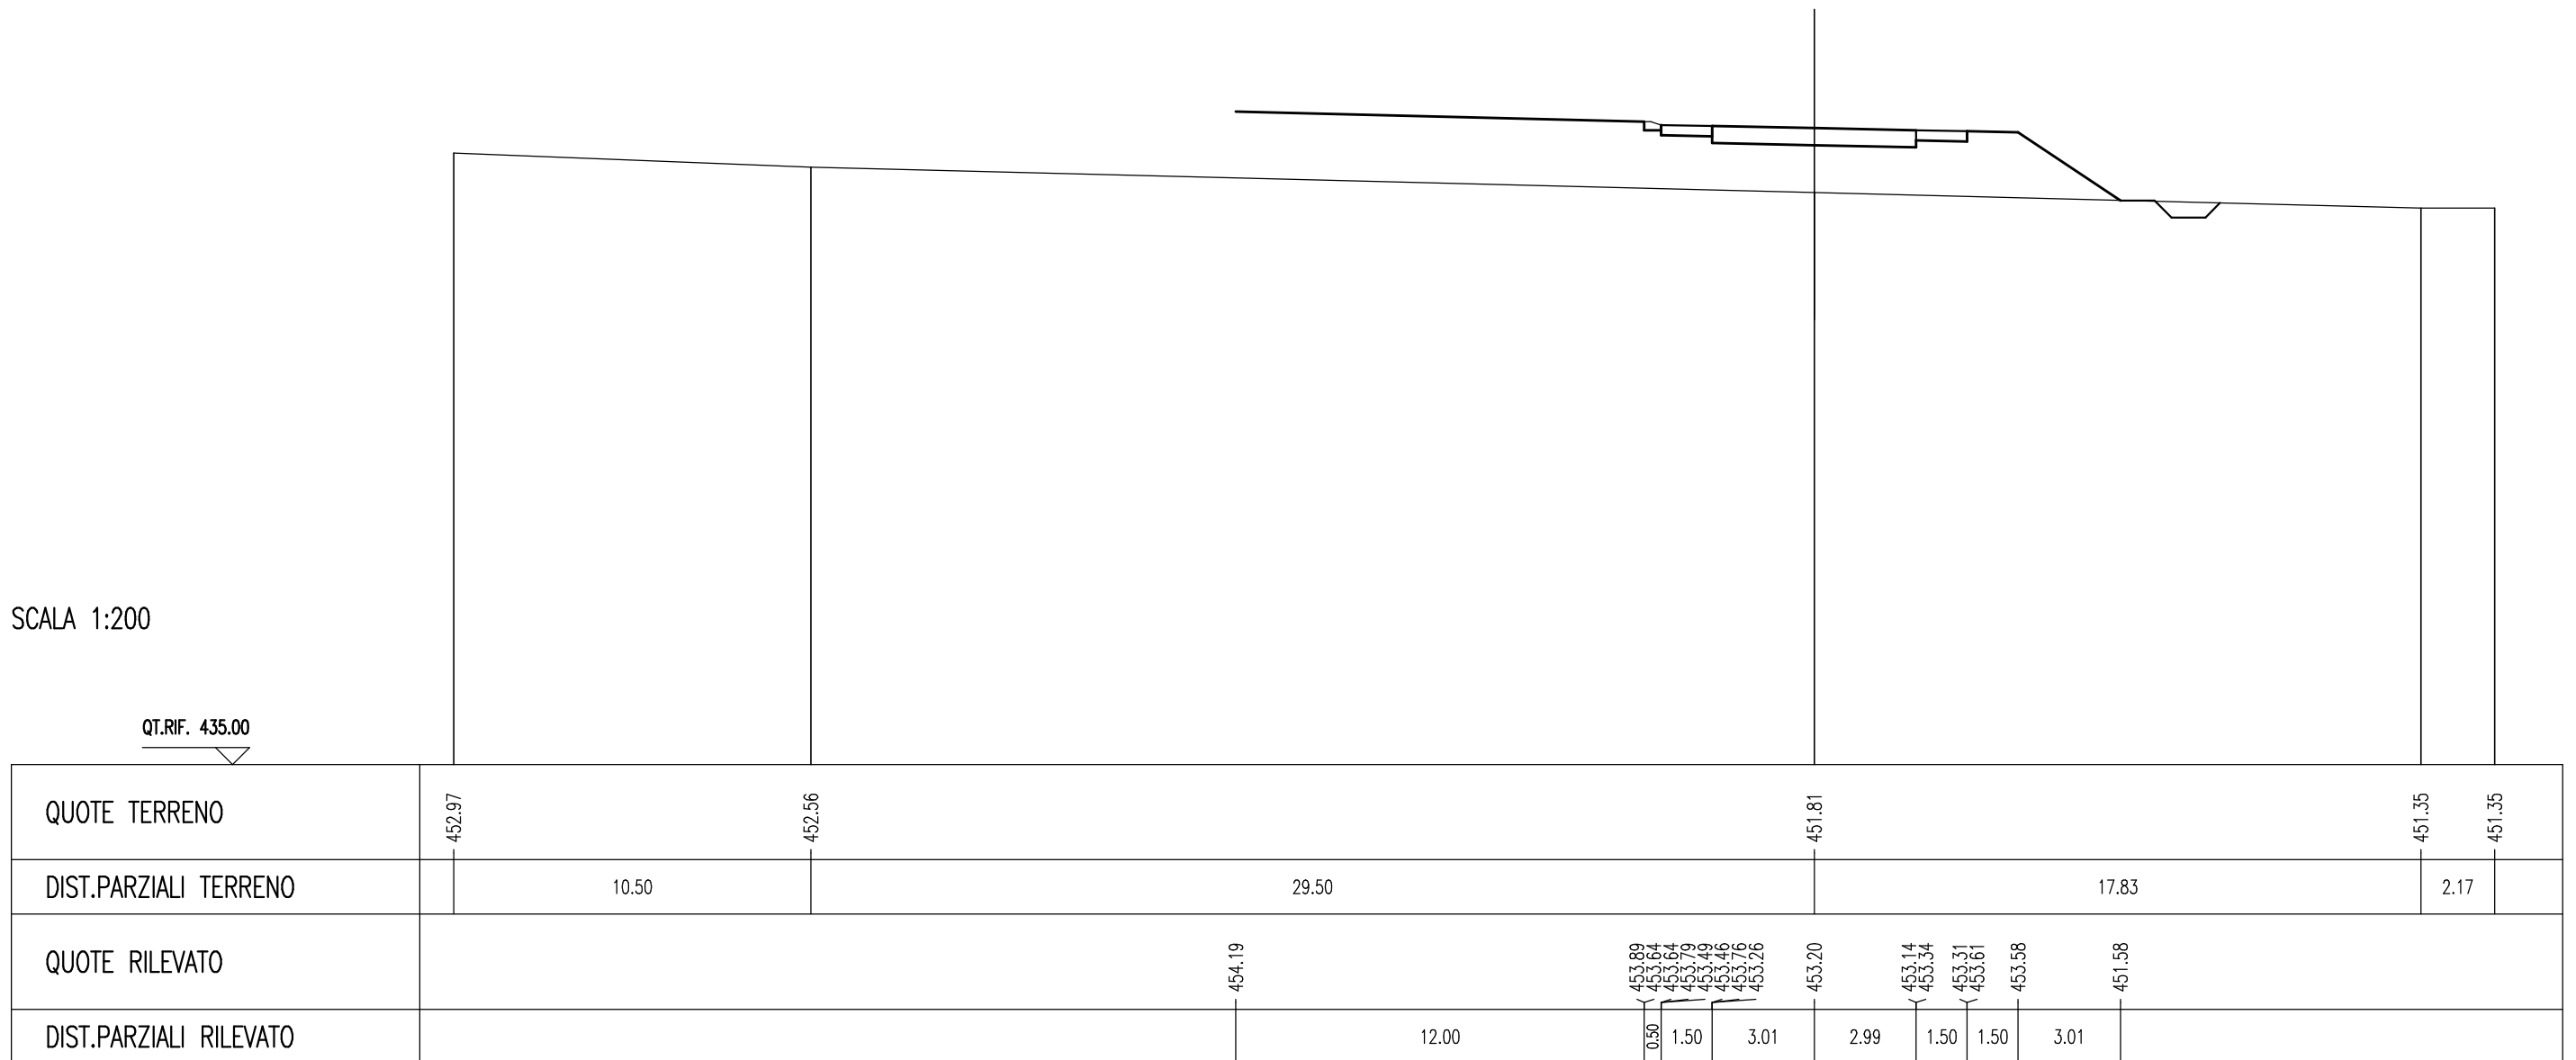 SCALA 1:200
QT.RIF. 435.00
QUOTE TERRENO
452.97 452.56 451.81 451.35 451.35
DIST.PARZIALI TERRENO
10.50 29.50 17.83 2.17
QUOTE RILEVATO
454.19 453.89 453.64 453.64 453.79 453.49 453.46 453.76 453.26 453.20 453.14 453.34 453.31 453.61 453.58 451.58
DIST.PARZIALI RILEVATO
12.00 0.50 1.50 3.01 2.99 1.50 1.50 3.01